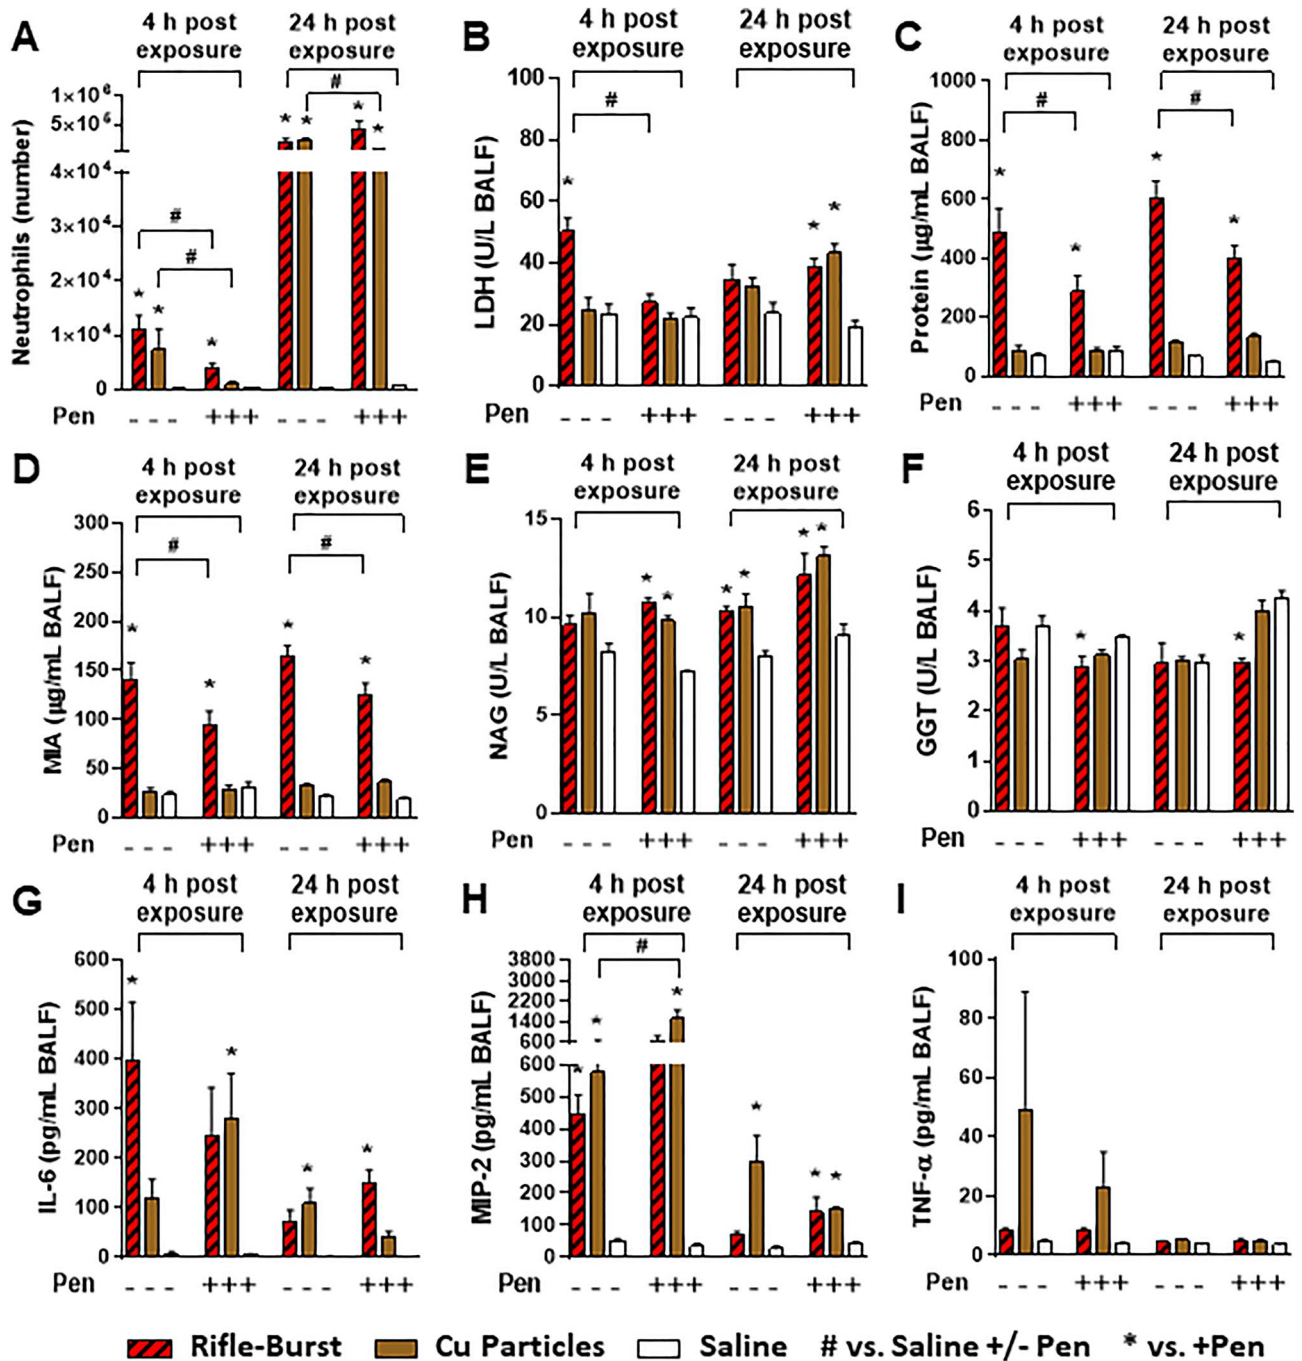 A
4 h post
exposure
24 h post
exposure
#
Neutrophils (number)
1×10⁶
5×10⁶
4×10⁴
3×10⁴
2×10⁴
1×10⁴
0
* * * * * * *
# #
Pen - - - +++ - - - +++
B
4 h post
exposure
24 h post
exposure
#
LDH (U/L BALF)
100
80
60
40
20
0
* * *
Pen - - - +++ - - - +++
C
4 h post
exposure
24 h post
exposure
# #
Protein (µg/mL BALF)
1000
800
600
400
200
0
* * * *
Pen - - - +++ - - - +++
D
4 h post
exposure
24 h post
exposure
# #
MIA (µg/mL BALF)
300
250
200
150
100
50
0
* * * *
Pen - - - +++ - - - +++
E
4 h post
exposure
24 h post
exposure
NAG (U/L BALF)
15
10
5
0
* * * * * *
Pen - - - +++ - - - +++
F
4 h post
exposure
24 h post
exposure
GGT (U/L BALF)
6
5
4
3
2
1
0
* *
Pen - - - +++ - - - +++
G
4 h post
exposure
24 h post
exposure
IL-6 (pg/mL BALF)
600
500
400
300
200
100
0
* * * *
Pen - - - +++ - - - +++
H
4 h post
exposure
24 h post
exposure
#
MIP-2 (pg/mL BALF)
3800
3000
2200
1400
600
600
500
400
300
200
100
0
* * * * * *
Pen - - - +++ - - - +++
I
4 h post
exposure
24 h post
exposure
TNF-α (pg/mL BALF)
100
80
60
40
20
0
Pen - - - +++ - - - +++
Rifle-Burst Cu Particles Saline # vs. Saline +/- Pen * vs. +Pen